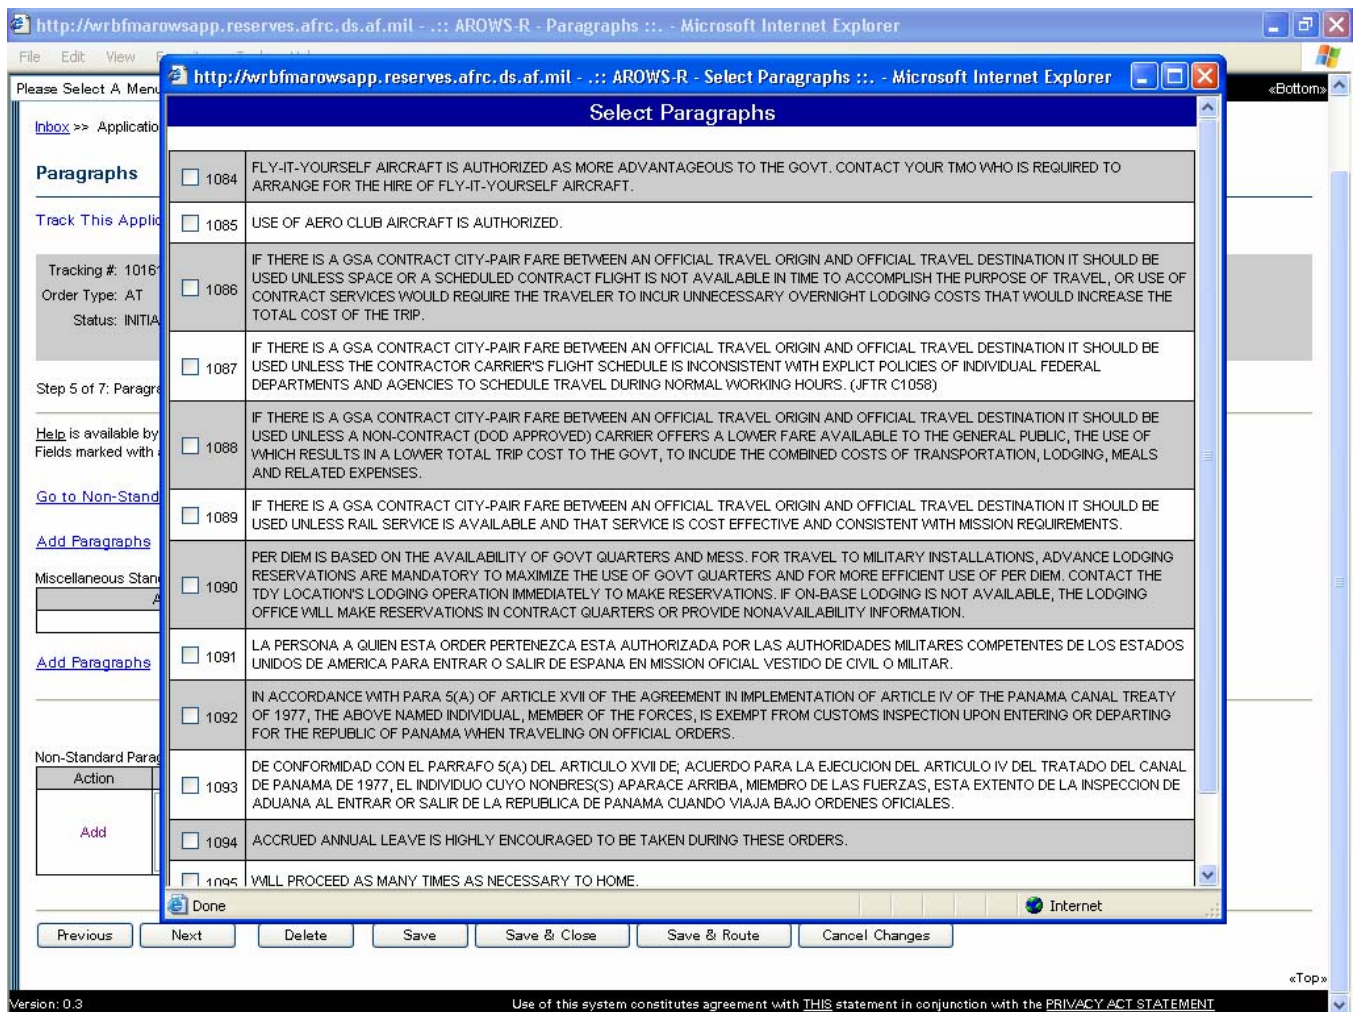 http://wrbfmarowsapp.reserves.afrc.ds.af.mil - .:: AROWS-R - Paragraphs ::. - Microsoft Internet Explorer
File Edit View
http://wrbfmarowsapp.reserves.afrc.ds.af.mil - .:: AROWS-R - Select Paragraphs ::. - Microsoft Internet Explorer
Please Select A Menu
«Bottom»
Select Paragraphs
Inbox >> Applicatio
Paragraphs
Track This Applic
Tracking #: 10161
Order Type: AT
Status: INITIA
Step 5 of 7: Paragra
Help is available by
Fields marked with
Go to Non-Stand
Add Paragraphs
Miscellaneous Stan
A
Add Paragraphs
Non-Standard Parag
Action
Add
1084 FLY-IT-YOURSELF AIRCRAFT IS AUTHORIZED AS MORE ADVANTAGEOUS TO THE GOVT. CONTACT YOUR TMO WHO IS REQUIRED TO
ARRANGE FOR THE HIRE OF FLY-IT-YOURSELF AIRCRAFT.
1085 USE OF AERO CLUB AIRCRAFT IS AUTHORIZED.
1086 IF THERE IS A GSA CONTRACT CITY-PAIR FARE BETWEEN AN OFFICIAL TRAVEL ORIGIN AND OFFICIAL TRAVEL DESTINATION IT SHOULD BE
USED UNLESS SPACE OR A SCHEDULED CONTRACT FLIGHT IS NOT AVAILABLE IN TIME TO ACCOMPLISH THE PURPOSE OF TRAVEL, OR USE OF
CONTRACT SERVICES WOULD REQUIRE THE TRAVELER TO INCUR UNNECESSARY OVERNIGHT LODGING COSTS THAT WOULD INCREASE THE
TOTAL COST OF THE TRIP.
1087 IF THERE IS A GSA CONTRACT CITY-PAIR FARE BETWEEN AN OFFICIAL TRAVEL ORIGIN AND OFFICIAL TRAVEL DESTINATION IT SHOULD BE
USED UNLESS THE CONTRACTOR CARRIER'S FLIGHT SCHEDULE IS INCONSISTENT WITH EXPLICT POLICIES OF INDIVIDUAL FEDERAL
DEPARTMENTS AND AGENCIES TO SCHEDULE TRAVEL DURING NORMAL WORKING HOURS. (JFTR C1058)
1088 IF THERE IS A GSA CONTRACT CITY-PAIR FARE BETWEEN AN OFFICIAL TRAVEL ORIGIN AND OFFICIAL TRAVEL DESTINATION IT SHOULD BE
USED UNLESS A NON-CONTRACT (DOD APPROVED) CARRIER OFFERS A LOWER FARE AVAILABLE TO THE GENERAL PUBLIC, THE USE OF
WHICH RESULTS IN A LOWER TOTAL TRIP COST TO THE GOVT, TO INCUDE THE COMBINED COSTS OF TRANSPORTATION, LODGING, MEALS
AND RELATED EXPENSES.
1089 IF THERE IS A GSA CONTRACT CITY-PAIR FARE BETWEEN AN OFFICIAL TRAVEL ORIGIN AND OFFICIAL TRAVEL DESTINATION IT SHOULD BE
USED UNLESS RAIL SERVICE IS AVAILABLE AND THAT SERVICE IS COST EFFECTIVE AND CONSISTENT WITH MISSION REQUIREMENTS.
1090 PER DIEM IS BASED ON THE AVAILABILITY OF GOVT QUARTERS AND MESS. FOR TRAVEL TO MILITARY INSTALLATIONS, ADVANCE LODGING
RESERVATIONS ARE MANDATORY TO MAXIMIZE THE USE OF GOVT QUARTERS AND FOR MORE EFFICIENT USE OF PER DIEM. CONTACT THE
TDY LOCATION'S LODGING OPERATION IMMEDIATELY TO MAKE RESERVATIONS. IF ON-BASE LODGING IS NOT AVAILABLE, THE LODGING
OFFICE WILL MAKE RESERVATIONS IN CONTRACT QUARTERS OR PROVIDE NONAVAILABILITY INFORMATION.
1091 LA PERSONA A QUIEN ESTA ORDER PERTENEZCA ESTA AUTHORIZADA POR LAS AUTHORIDADES MILITARES COMPETENTES DE LOS ESTADOS
UNIDOS DE AMERICA PARA ENTRAR O SALIR DE ESPANA EN MISSION OFICIAL VESTIDO DE CIVIL O MILITAR.
1092 IN ACCORDANCE WITH PARA 5(A) OF ARTICLE XVII OF THE AGREEMENT IN IMPLEMENTATION OF ARTICLE IV OF THE PANAMA CANAL TREATY
OF 1977, THE ABOVE NAMED INDIVIDUAL, MEMBER OF THE FORCES, IS EXEMPT FROM CUSTOMS INSPECTION UPON ENTERING OR DEPARTING
FOR THE REPUBLIC OF PANAMA WHEN TRAVELING ON OFFICIAL ORDERS.
1093 DE CONFORMIDAD CON EL PARRAFO 5(A) DEL ARTICULO XVII DE; ACUERDO PARA LA EJECUCION DEL ARTICULO IV DEL TRATADO DEL CANAL
DE PANAMA DE 1977, EL INDIVIDUO CUYO NONBRES(S) APARACE ARRIBA, MIEMBRO DE LAS FUERZAS, ESTA EXTENTO DE LA INSPECCION DE
ADUANA AL ENTRAR OR SALIR DE LA REPUBLICA DE PANAMA CUANDO VIAJA BAJO ORDENES OFICIALES.
1094 ACCRUED ANNUAL LEAVE IS HIGHLY ENCOURAGED TO BE TAKEN DURING THESE ORDERS.
1095 WILL PROCEED AS MANY TIMES AS NECESSARY TO HOME.
Done Internet
Previous Next Delete Save Save & Close Save & Route Cancel Changes
«Top»
Version: 0.3 Use of this system constitutes agreement with THIS statement in conjunction with the PRIVACY ACT STATEMENT